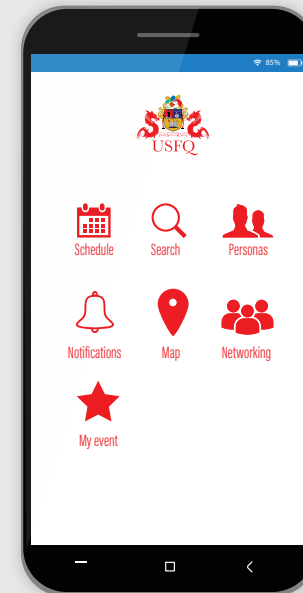 85%
USFQ
Schedule Search Personas
Notifications Map Networking
My event